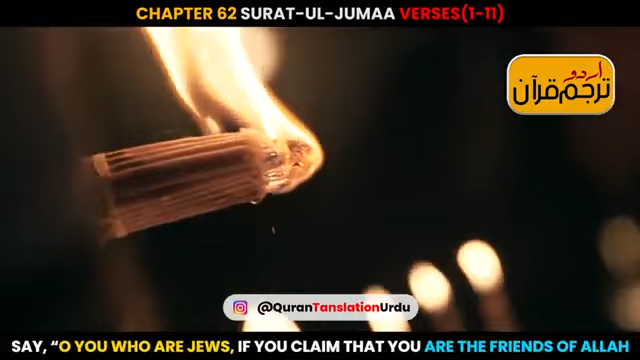 CHAPTER 62 SURAT-UL-JUMAA VERSES(1-11)
اردو
ترجم قرآن
@QuranTanslationUrdu
SAY, “O YOU WHO ARE JEWS, IF YOU CLAIM THAT YOU ARE THE FRIENDS OF ALLAH